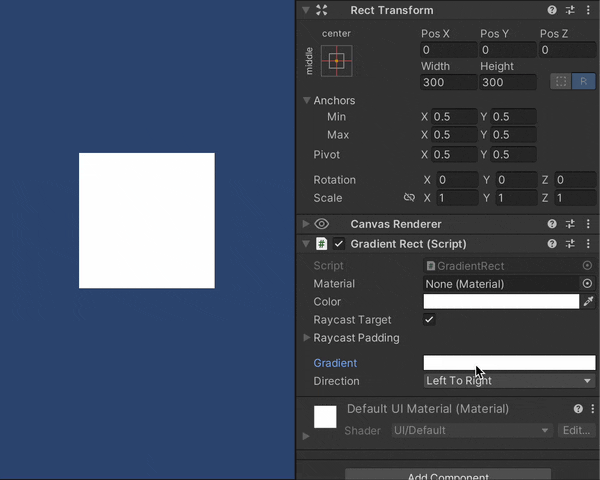 Rect Transform
center
middle
Pos X Pos Y Pos Z
0 0 0
Width Height
300 300
R
Anchors
Min X 0.5 Y 0.5
Max X 0.5 Y 0.5
Pivot X 0.5 Y 0.5
Rotation X 0 Y 0 Z 0
Scale X 1 Y 1 Z 1
Canvas Renderer
# Gradient Rect (Script)
Script # GradientRect
Material None (Material)
Color
Raycast Target
Raycast Padding
Gradient
Direction Left To Right
Default UI Material (Material)
Shader UI/Default Edit...
Add Component